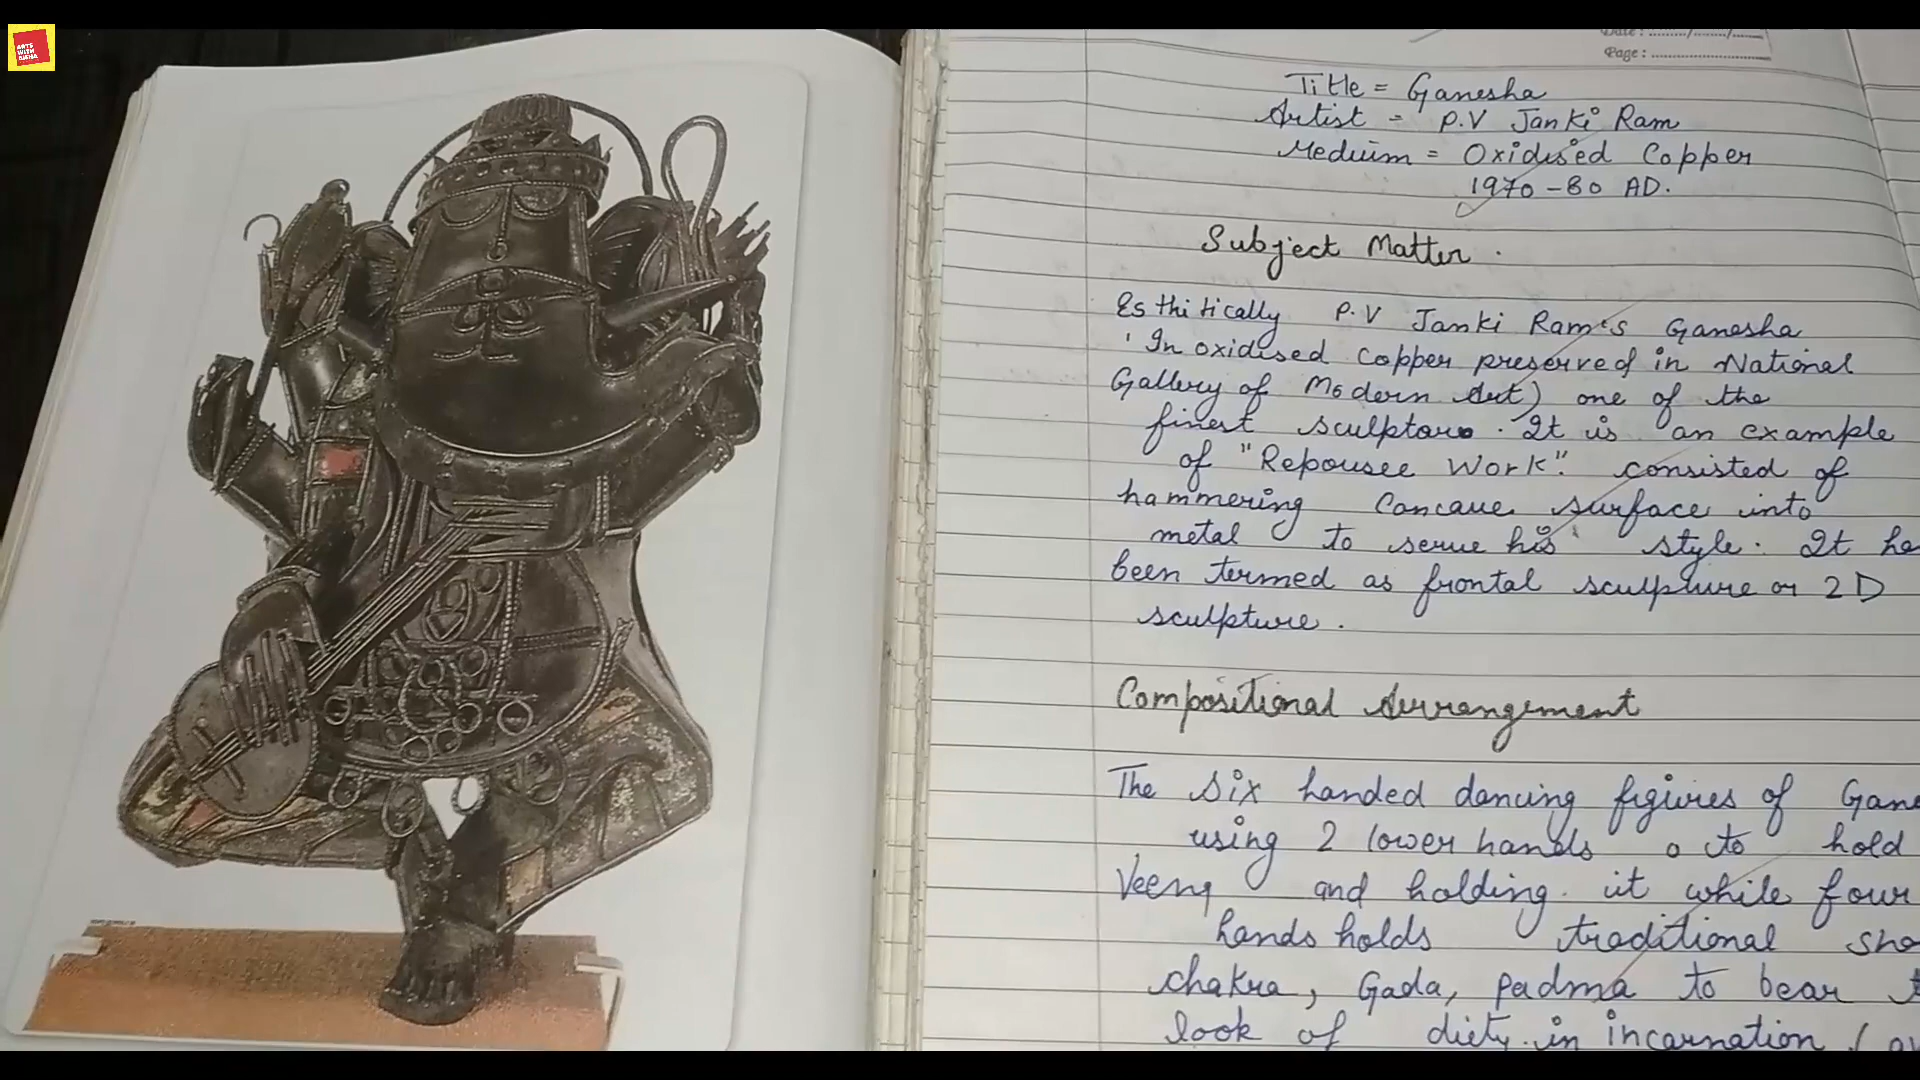 ARTS
WITH
Date : ......../......../........
Page : ..............................
Title = Ganesha
Artist - P.V Janki Ram
Medium = Oxidised Copper
1970-80 AD.
Subject Matter.
Esthitically P.V Janki Ram's Ganesha
'In oxidised copper preserved in National
Gallery of Modern Art) one of the
finest sculptor. It is an example
of "Repousee Work". consisted of
hammering Concave surface into
metal to serve his style. It ha
been termed as frontal sculpture or 2D
sculpture.
Compositional Arrangement
The six handed dancing figures of Gane
using 2 lower hands to hold
Veena and holding it while four
hands holds traditional
chakra, Gada, padma to bear
look of diety in incarnation (